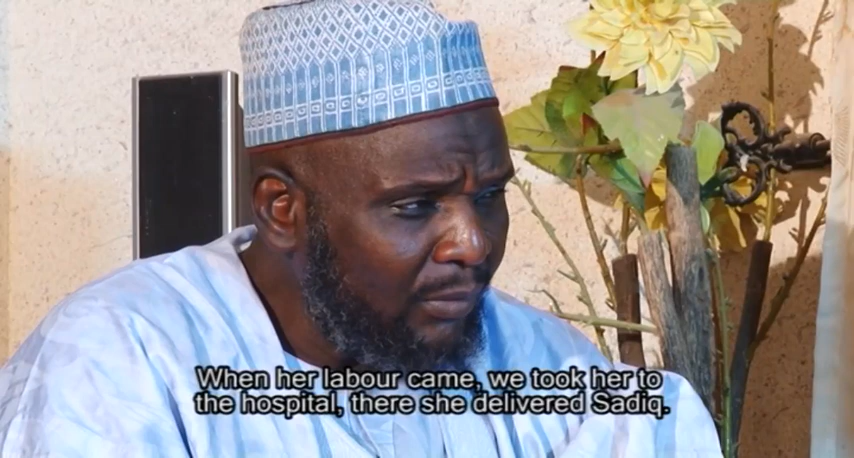 When her labour came, we took her to
the hospital, there she delivered Sadiq.